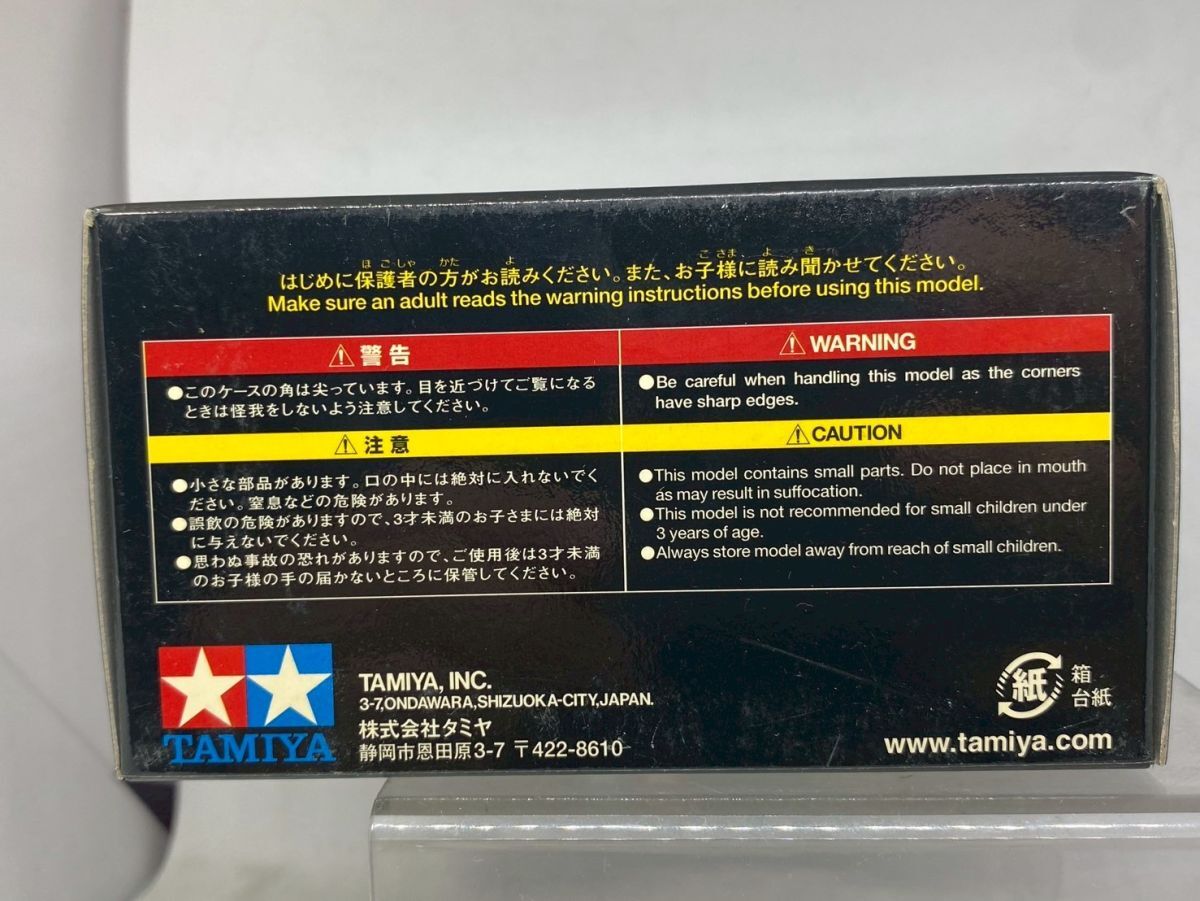 はじめに保護者の方がお読みください。また、お子様に読み聞かせてください。
Make sure an adult reads the warning instructions before using this model.
⚠ 警告
●このケースの角は尖っています。目を近づけてご覧になる
ときは怪我をしないよう注意してください。
⚠ 注意
●小さな部品があります。口の中には絶対に入れないでく
ださい。窒息などの危険があります。
●誤飲の危険がありますので、3才未満のお子さまには絶対
に与えないでください。
●思わぬ事故の恐れがありますので、ご使用後は3才未満
のお子様の手の届かないところに保管してください。
⚠ WARNING
●Be careful when handling this model as the corners
have sharp edges.
⚠CAUTION
●This model contains small parts. Do not place in mouth
as may result in suffocation.
●This model is not recommended for small children under
3 years of age.
●Always store model away from reach of small children.
TAMIYA
TAMIYA, INC.
3-7,ONDAWARA,SHIZUOKA-CITY,JAPAN.
株式会社タミヤ
静岡市恩田原3-7 〒422-8610
紙
箱
台紙
www.tamiya.com